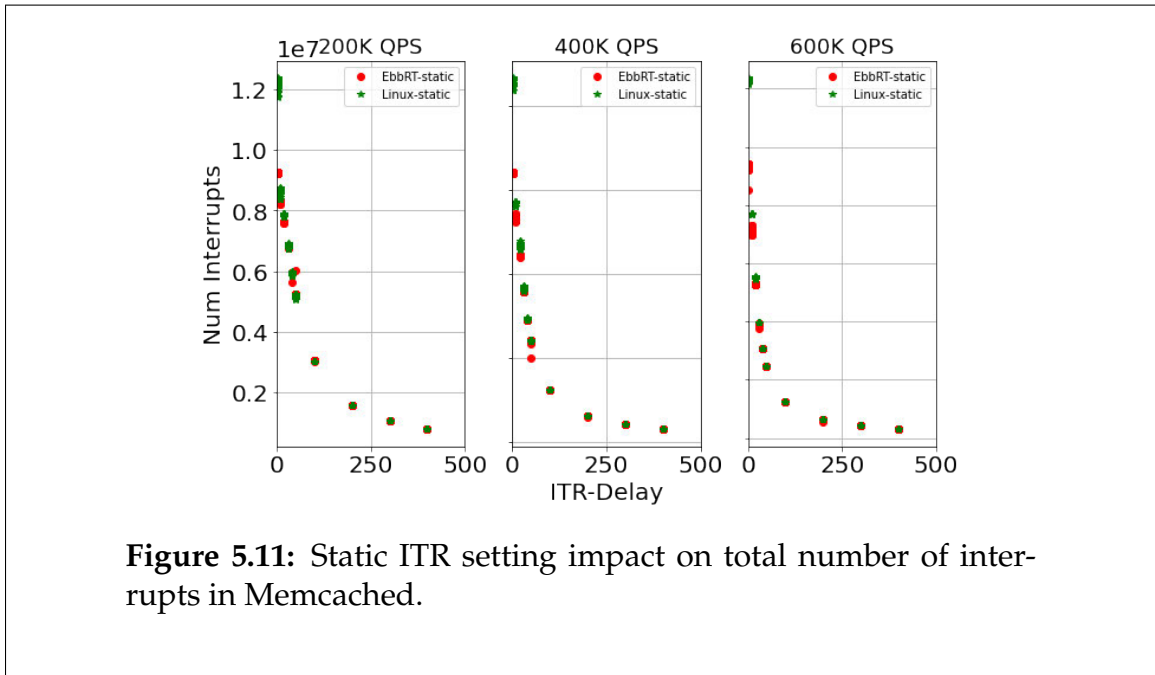 1e7200K QPS
400K QPS
600K QPS
EbbRT-static
Linux-static
EbbRT-static
Linux-static
EbbRT-static
Linux-static
1.2
1.0
0.8
0.6
0.4
0.2
Num Interrupts
0 250 500
0 250 500
0 250 500
ITR-Delay
Figure 5.11: Static ITR setting impact on total number of inter-
rupts in Memcached.